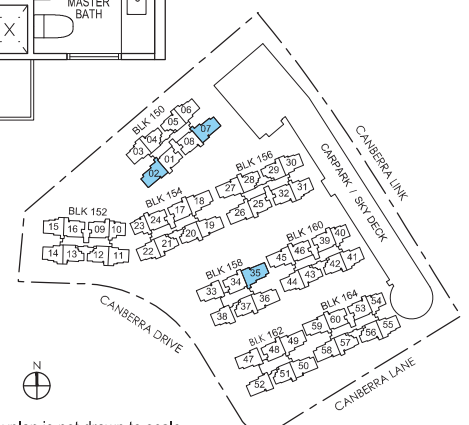 MASTER
BATH
X
BLK 150
06
05
04
03
07
08
01
02
BLK 156
30
29
28
27
31
32
25
26
BLK 154
18
17
24
23
19
20
21
22
BLK 152
15 16 09 10
14 13 12 11
BLK 160
40
39
46
45
41
42
43
44
BLK 158
35
34
33
36
37
38
BLK 164
54
53
60
59
55
56
57
58
BLK 162
49
48
47
50
51
52
CARPARK / SKY DECK
CANBERRA LINK
CANBERRA DRIVE
CANBERRA LANE
N
plan is not drawn to scale